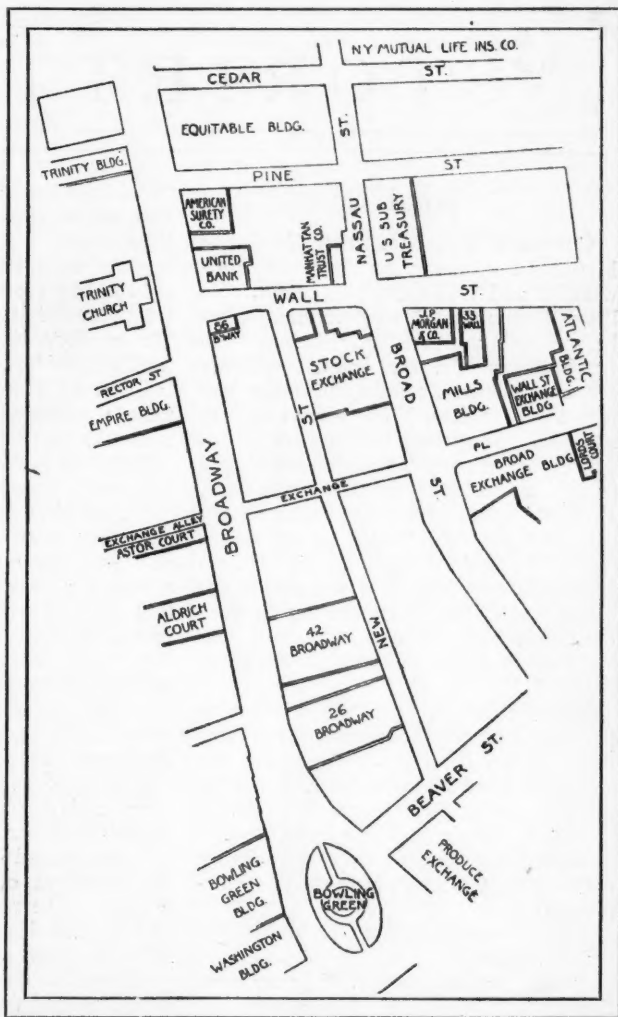 NY MUTUAL LIFE INS. CO.
CEDAR ST.
EQUITABLE BLDG.
ST.
TRINITY BLDG.
PINE ST
AMERICAN
SURETY
CO.
UNITED
BANK
MANHATTAN
TRUST CO.
NASSAU
U S SUB
TREASURY
TRINITY
CHURCH
WALL ST.
86
B'WAY
STOCK
EXCHANGE
ST
BROAD
J.P.
MORGAN
& CO.
33
WALL
ATLANTIC
BLDG.
MILLS
BLDG.
WALL ST
EXCHANGE
BLDG
RECTOR ST.
EMPIRE BLDG.
BROADWAY
PL
BROAD
EXCHANGE BLDG.
LORDS
COURT
EXCHANGE
ST.
EXCHANGE ALLEY
ASTOR COURT
ALDRICH
COURT
42
BROADWAY
NEW
26
BROADWAY
BEAVER ST.
PRODUCE
EXCHANGE
BOWLING
GREEN
BOWLING
GREEN
BLDG.
WASHINGTON
BLDG.